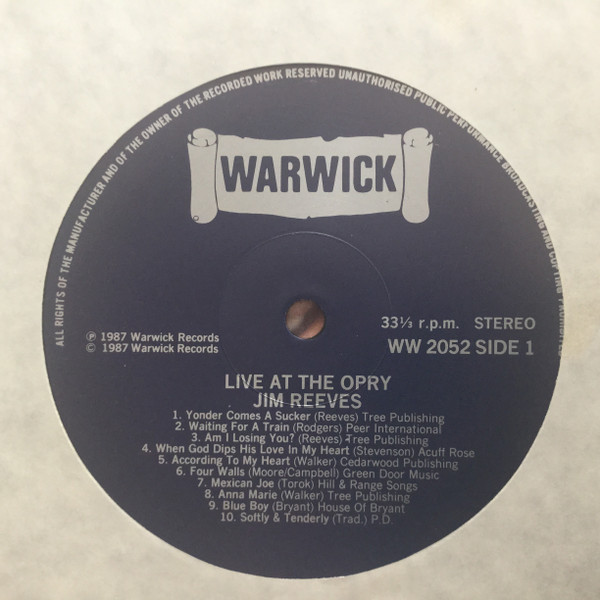 ALL RIGHTS OF THE MANUFACTURER AND OF THE OWNER OF THE RECORDED WORK RESERVED UNAUTHORISED PUBLIC PERFORMANCE BROADCASTING AND COPYING PROHIBITED
WARWICK
33⅓ r.p.m. STEREO
℗ 1987 Warwick Records
© 1987 Warwick Records
WW 2052 SIDE 1
LIVE AT THE OPRY
JIM REEVES
1. Yonder Comes A Sucker (Reeves) Tree Publishing
2. Waiting For A Train (Rodgers) Peer International
3. Am I Losing You? (Reeves) Tree Publishing
4. When God Dips His Love In My Heart (Stevenson) Acuff Rose
5. According To My Heart (Walker) Cedarwood Publishing
6. Four Walls (Moore/Campbell) Green Door Music
7. Mexican Joe (Torok) Hill & Range Songs
8. Anna Marie (Walker) Tree Publishing
9. Blue Boy (Bryant) House Of Bryant
10. Softly & Tenderly (Trad.) P.D.